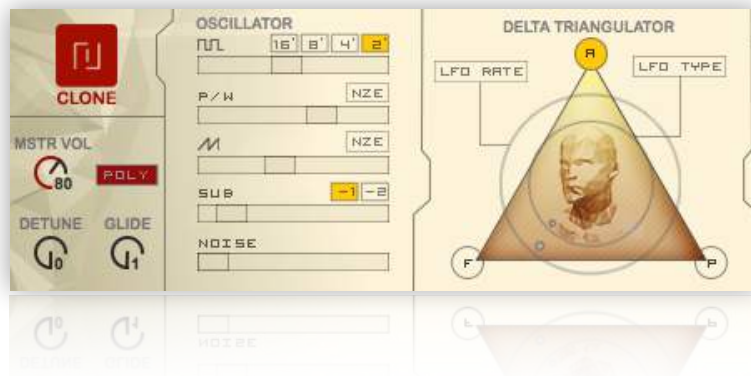 CLONE
MSTR VOL
80
POLY
DETUNE GLIDE
0 1
OSCILLATOR
16' 8' 4' 2'
P/W NZE
NZE
SUB -1 -2
NOISE
DELTA TRIANGULATOR
A
LFO RATE LFO TYPE
F P